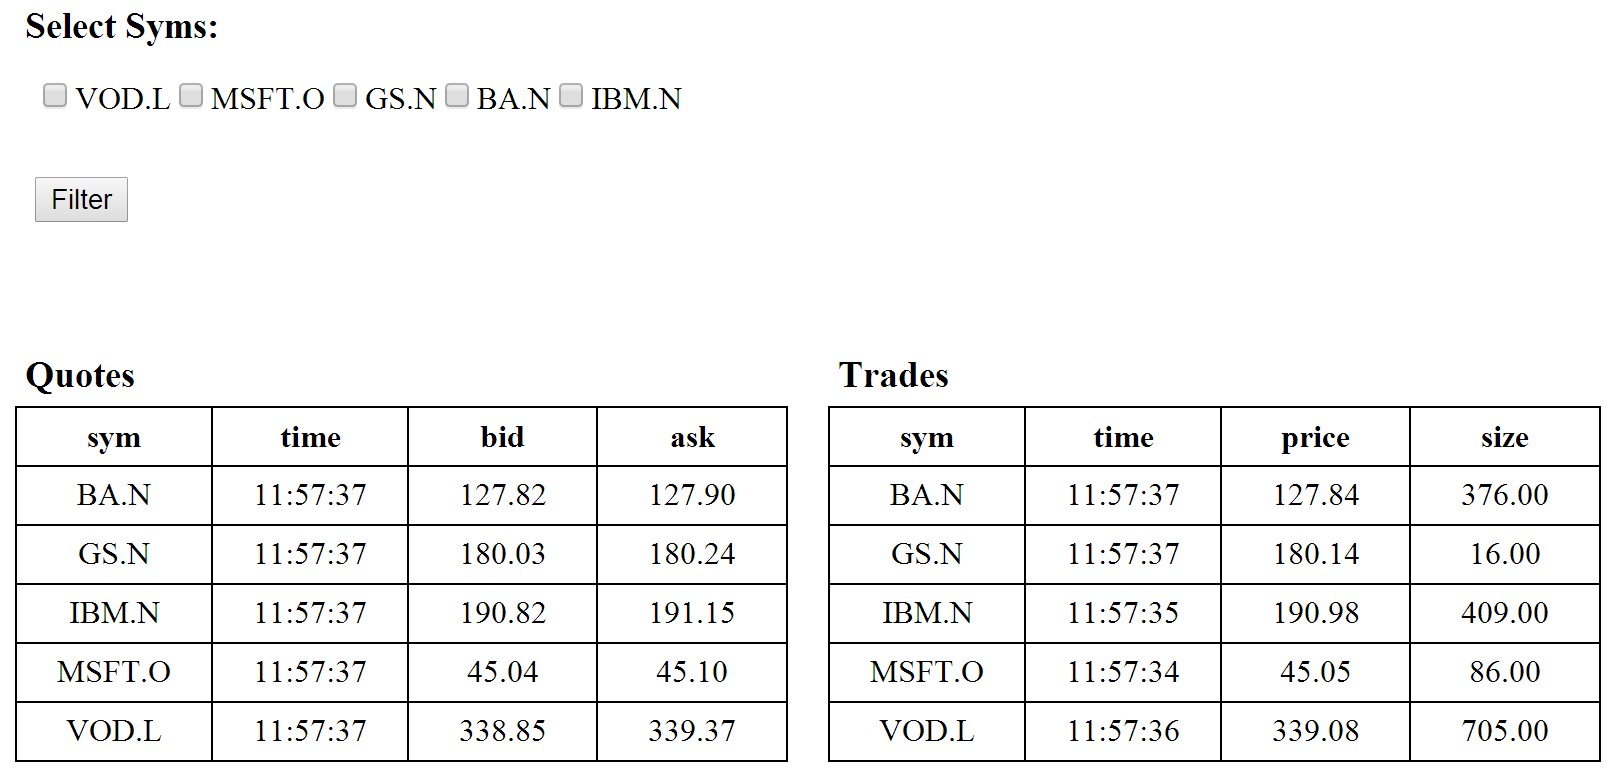 Select Syms:
VOD.L MSFT.O GS.N BA.N IBM.N
Filter
Quotes
sym time bid ask
BA.N 11:57:37 127.82 127.90
GS.N 11:57:37 180.03 180.24
IBM.N 11:57:37 190.82 191.15
MSFT.O 11:57:37 45.04 45.10
VOD.L 11:57:37 338.85 339.37
Trades
sym time price size
BA.N 11:57:37 127.84 376.00
GS.N 11:57:37 180.14 16.00
IBM.N 11:57:35 190.98 409.00
MSFT.O 11:57:34 45.05 86.00
VOD.L 11:57:36 339.08 705.00